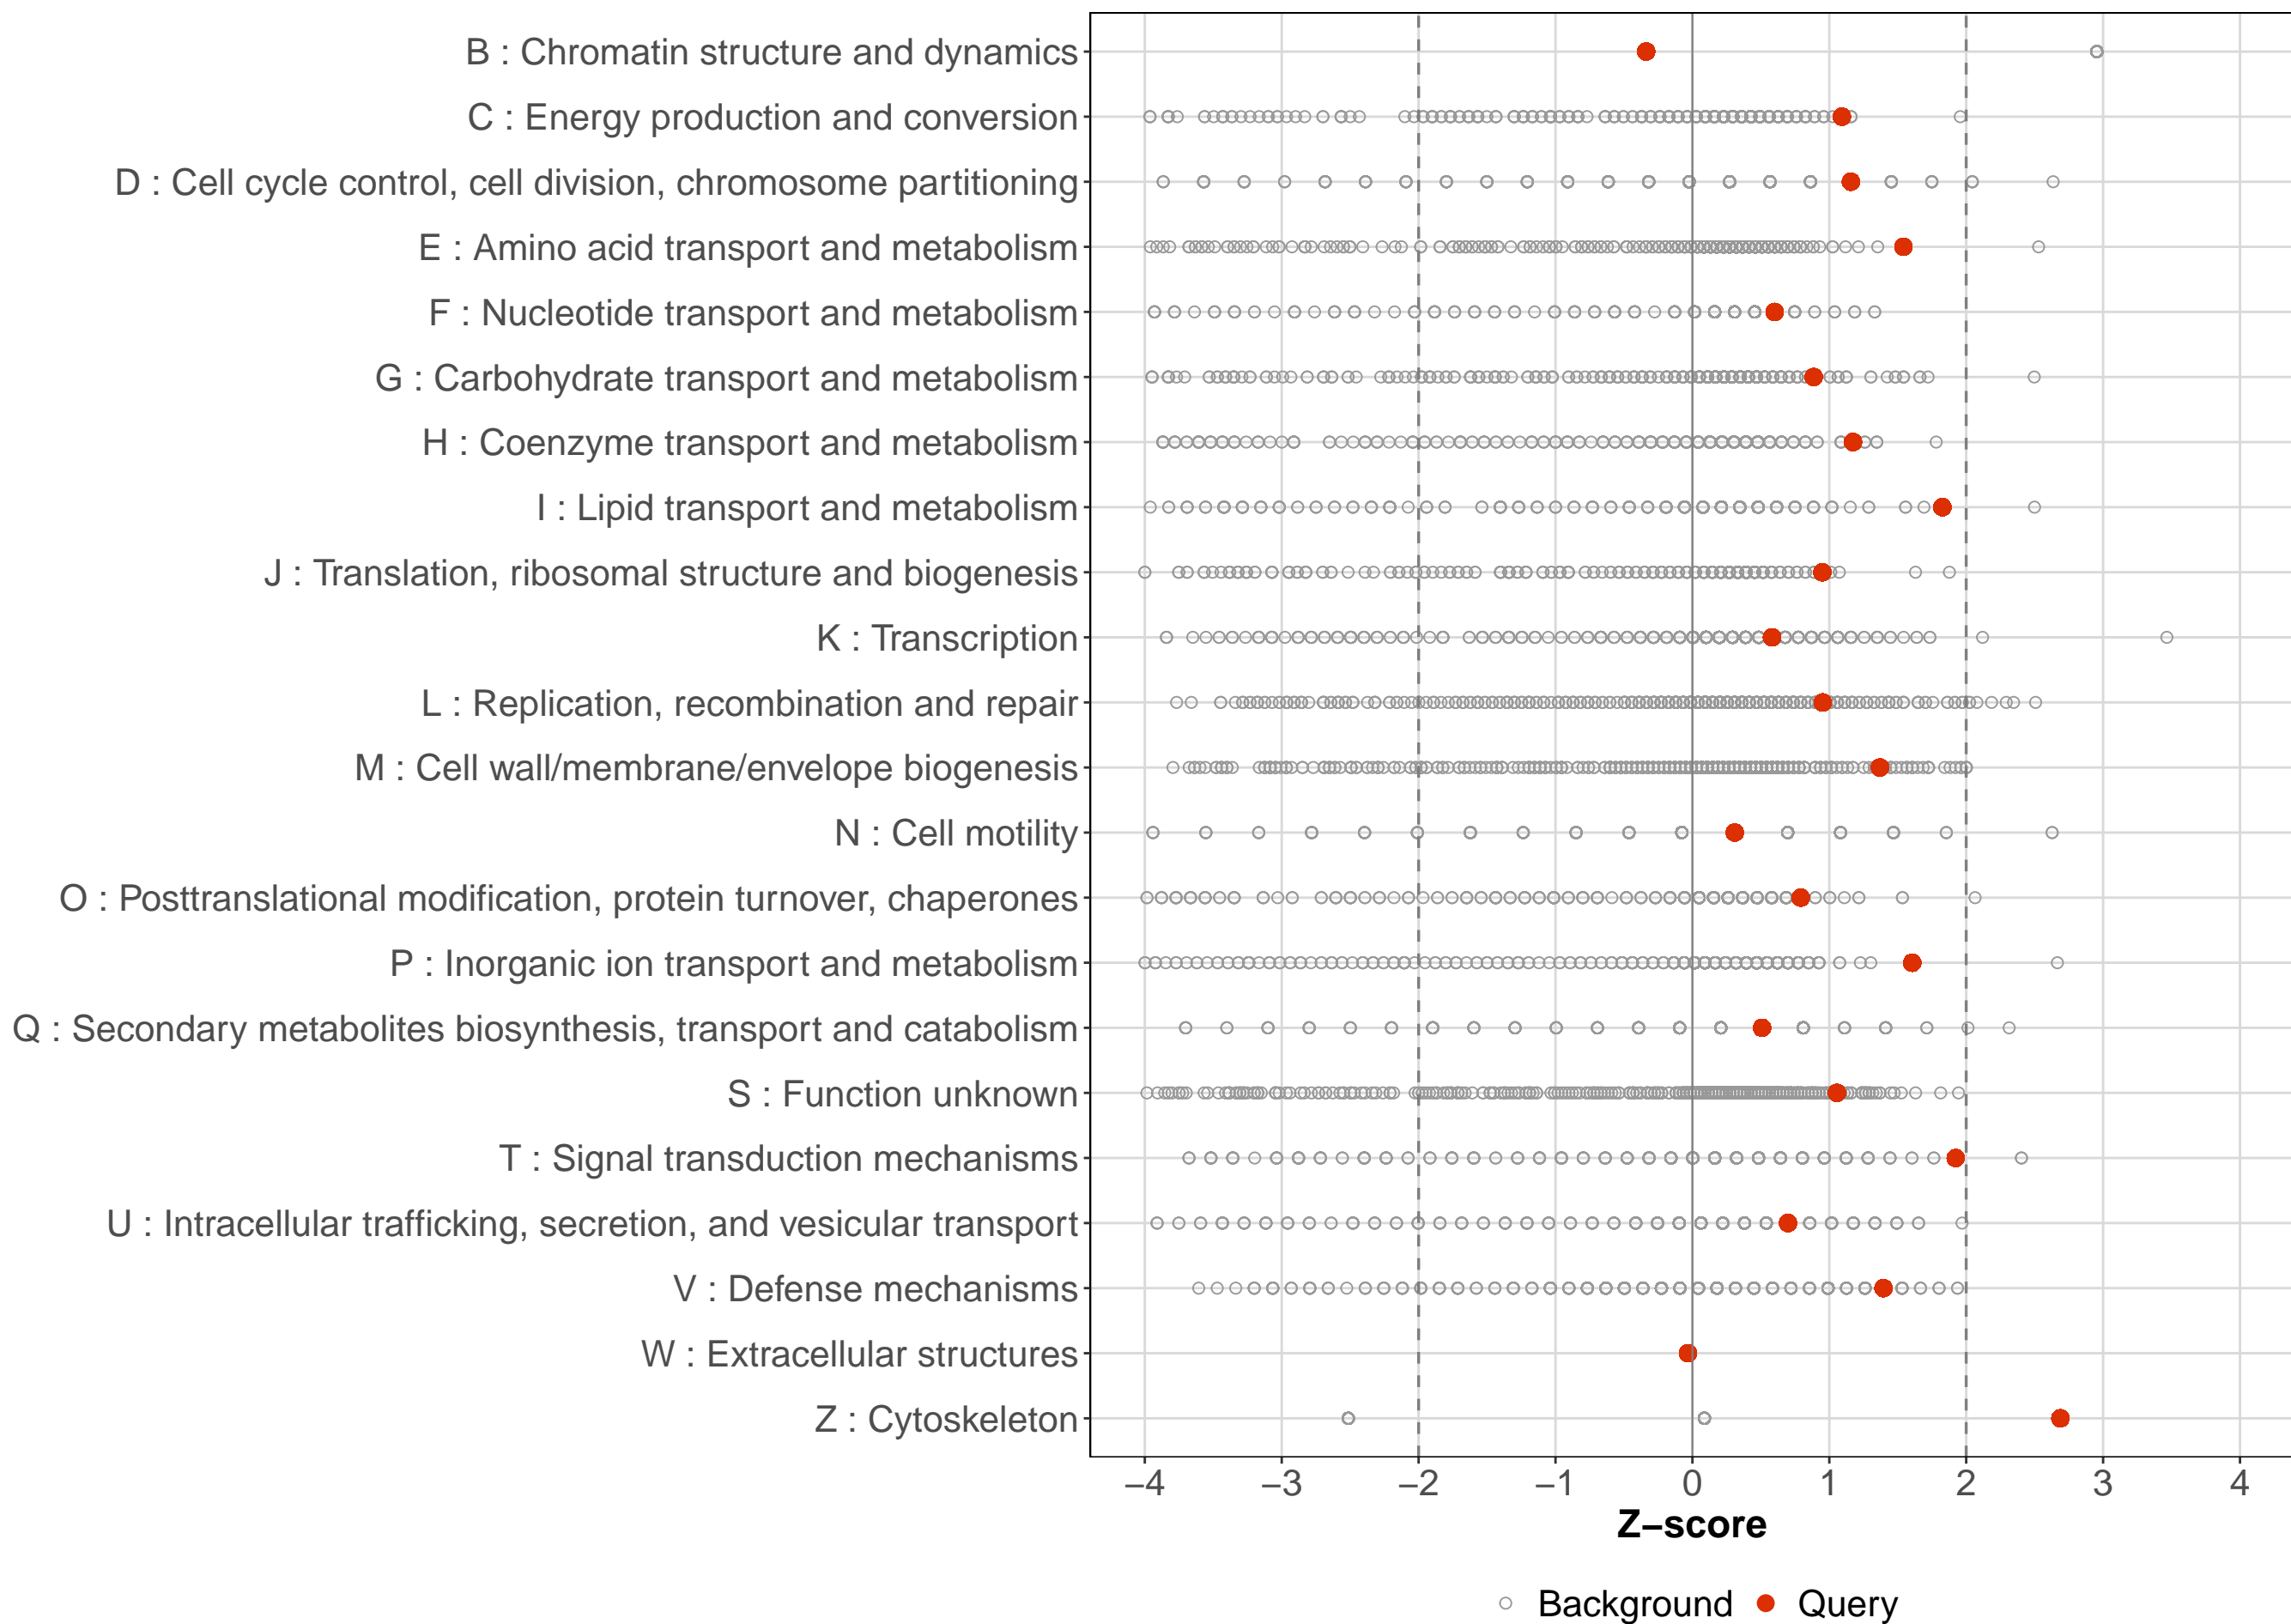 B : Chromatin structure and dynamics
C : Energy production and conversion
D : Cell cycle control, cell division, chromosome partitioning
E : Amino acid transport and metabolism
F : Nucleotide transport and metabolism
G : Carbohydrate transport and metabolism
H : Coenzyme transport and metabolism
I : Lipid transport and metabolism
J : Translation, ribosomal structure and biogenesis
K : Transcription
L : Replication, recombination and repair
M : Cell wall/membrane/envelope biogenesis
N : Cell motility
O : Posttranslational modification, protein turnover, chaperones
P : Inorganic ion transport and metabolism
Q : Secondary metabolites biosynthesis, transport and catabolism
S : Function unknown
T : Signal transduction mechanisms
U : Intracellular trafficking, secretion, and vesicular transport
V : Defense mechanisms
W : Extracellular structures
Z : Cytoskeleton
−4 −3 −2 −1 0 1 2 3 4
Z−score
Background Query